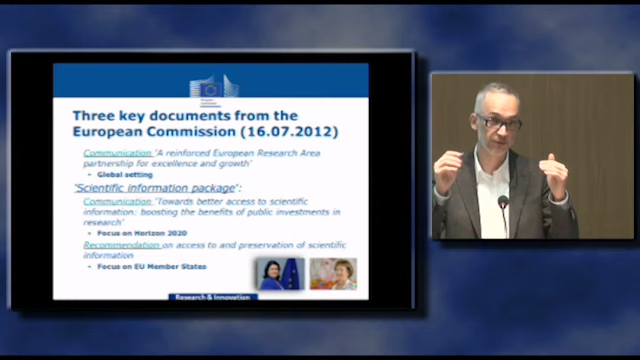 European
Commission
Three key documents from the
European Commission (16.07.2012)
Communication 'A reinforced European Research Area
partnership for excellence and growth'
• Global setting
'Scientific information package':
Communication 'Towards better access to scientific
information: boosting the benefits of public investments in
research'
• Focus on Horizon 2020
Recommendation on access to and preservation of scientific
information
• Focus on EU Member States
Research & Innovation